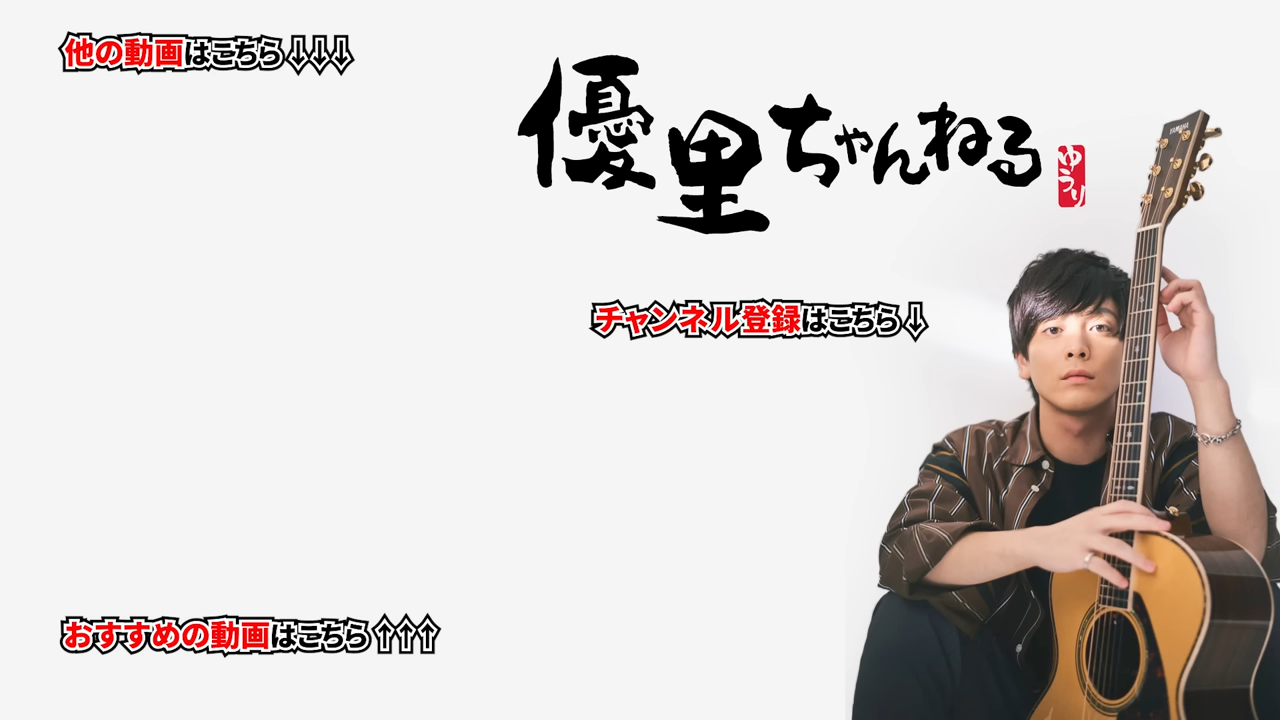 他の動画はこちら↓↓↓
優里ちゃんねる
ゆうり
YAMAHA
チャンネル登録はこちら↓
おすすめの動画はこちら↑↑↑